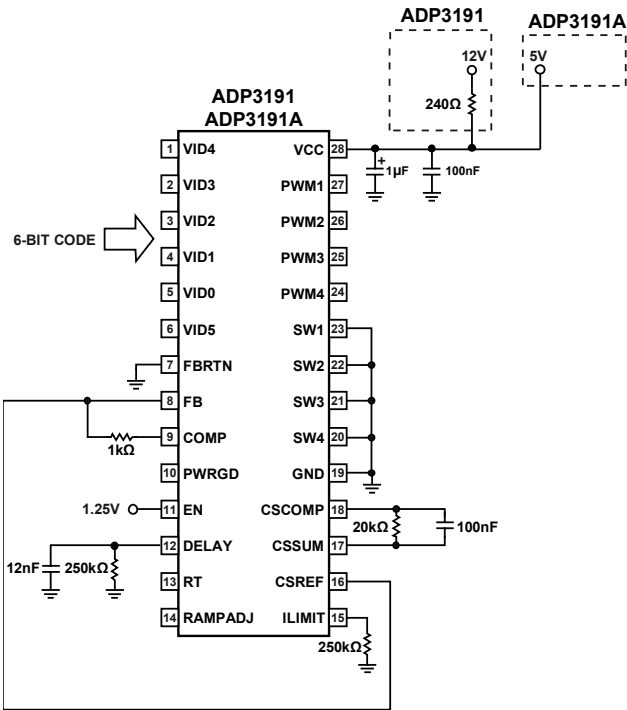 ADP3191
ADP3191A
12V
5V
240Ω
ADP3191
ADP3191A
1 VID4
VCC 28
+
1µF
100nF
2 VID3
PWM1 27
3 VID2
PWM2 26
6-BIT CODE
4 VID1
PWM3 25
5 VID0
PWM4 24
6 VID5
SW1 23
7 FBRTN
SW2 22
8 FB
SW3 21
9 COMP
SW4 20
1kΩ
10 PWRGD
GND 19
1.25V
11 EN
CSCOMP 18
20kΩ
100nF
12 DELAY
CSSUM 17
12nF
250kΩ
13 RT
CSREF 16
14 RAMPADJ
ILIMIT 15
250kΩ